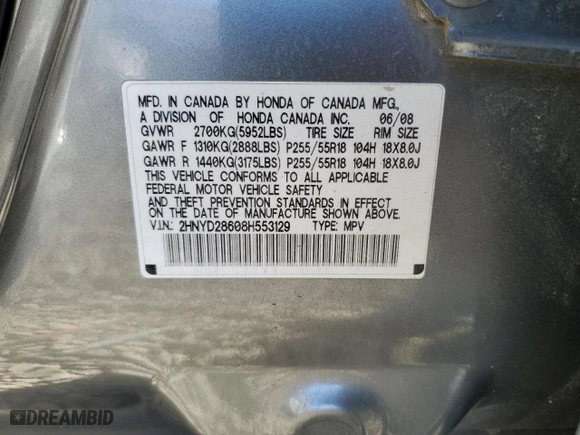 MFD. IN CANADA BY HONDA OF CANADA MFG.,
A DIVISION OF HONDA CANADA INC. 06/08
GVWR 2700KG(5952LBS) TIRE SIZE RIM SIZE
GAWR F 1310KG(2888LBS) P255/55R18 104H 18X8.0J
GAWR R 1440KG(3175LBS) P255/55R18 104H 18X8.0J
THIS VEHICLE CONFORMS TO ALL APPLICABLE
FEDERAL MOTOR VEHICLE SAFETY
AND THEFT PREVENTION STANDARDS IN EFFECT ON
THE DATE OF MANUFACTURE SHOWN ABOVE.
V.I.N.: 2HNYD28608H553129 TYPE: MPV
DREAMBID